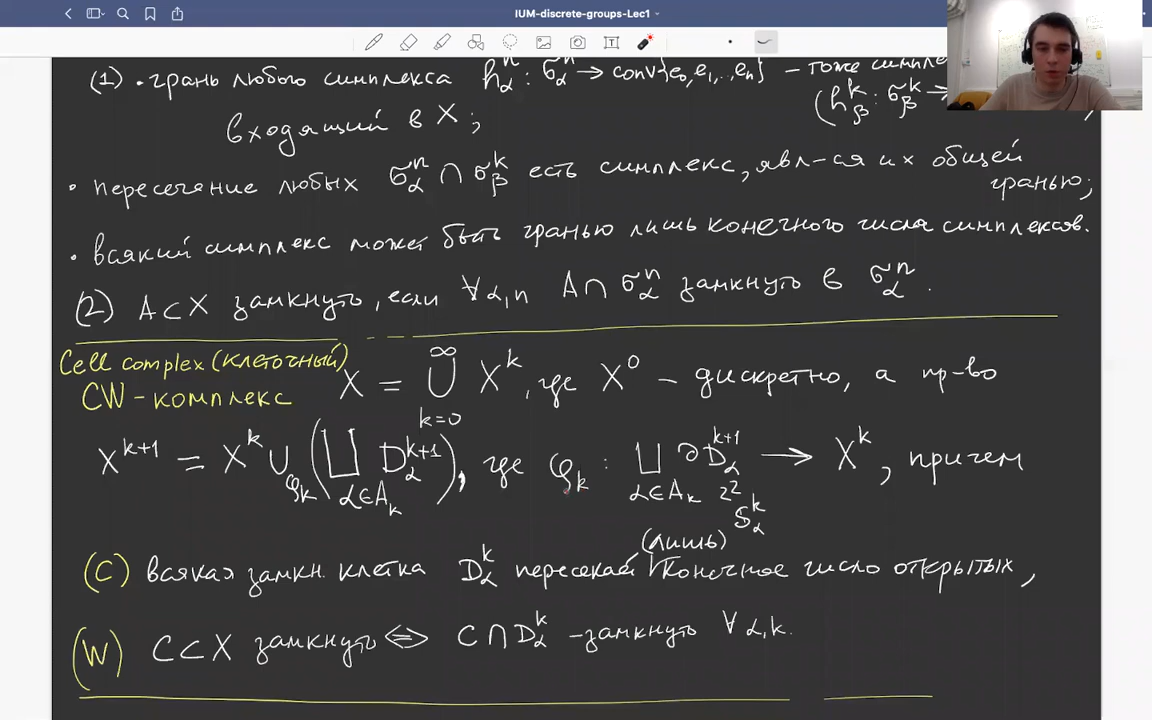 IUM-discrete-groups-Lec1
(1) • грань любого симплекса h_α^n : σ_α^n → conv{e_0, e_1, .., e_n} – тоже симпле
входящий в X; (h_β^k : σ_β^k →
• пересечение любых σ_α^n ∩ σ_β^k есть симплекс, явл-ся их общей
гранью;
• всякий симплекс может быть гранью лишь конечного числа симплексов.
(2) A ⊂ X замкнуто, если ∀ α, n A ∩ σ_α^n замкнуто в σ_α^n.
Cell complex (клеточный)
CW-комплекс X = ⋃_{k=0}^∞ X^k, где X^0 – дискретно, а пр-во
X^{k+1} = X^k ∪_{φ_k} (⨆_{α∈A_k} D_α^{k+1}), где φ_k : ⨆_{α∈A_k} ∂D_α^{k+1} → X^k, причем
S_α^k
(лишь)
(C) всякая замкн. клетка D_α^k пересекает конечное число открытых,
(W) C ⊂ X замкнуто ⇔ C ∩ D_α^k – замкнуто ∀ α, k.